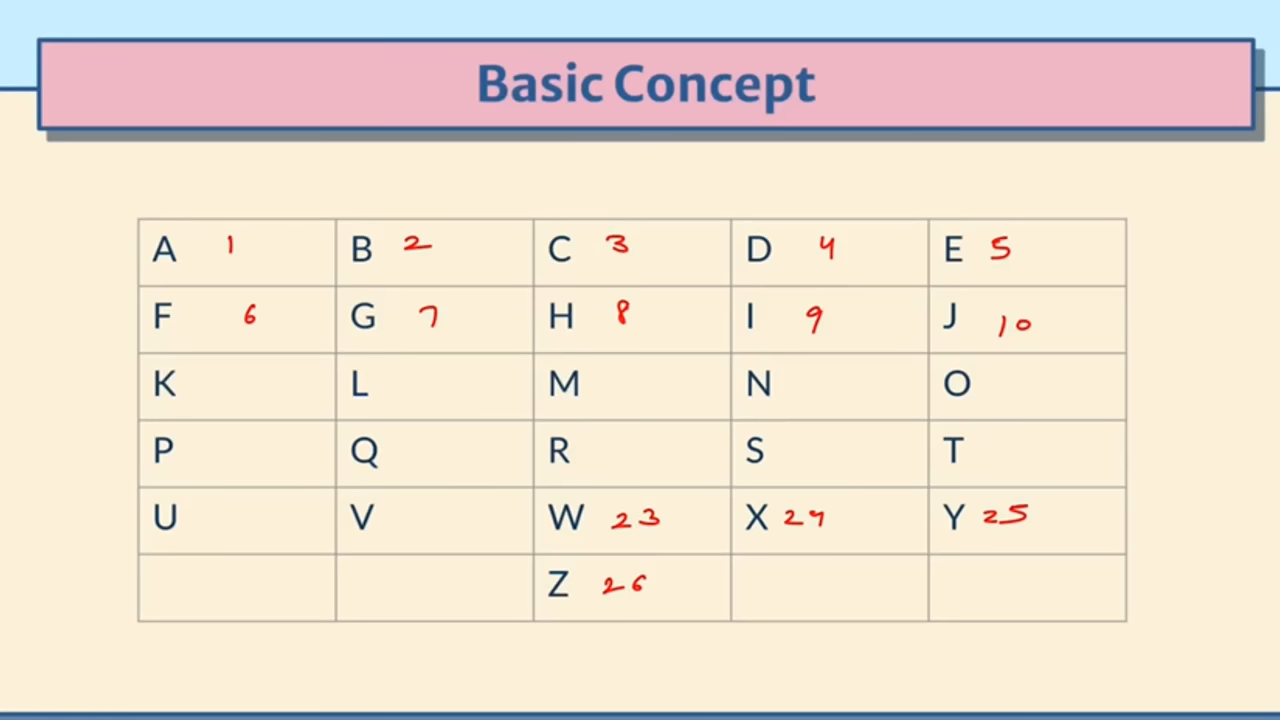 Basic Concept
A 1 B 2 C 3 D 4 E 5
F 6 G 7 H 8 I 9 J 10
K L M N O
P Q R S T
U V W 23 X 24 Y 25
Z 26